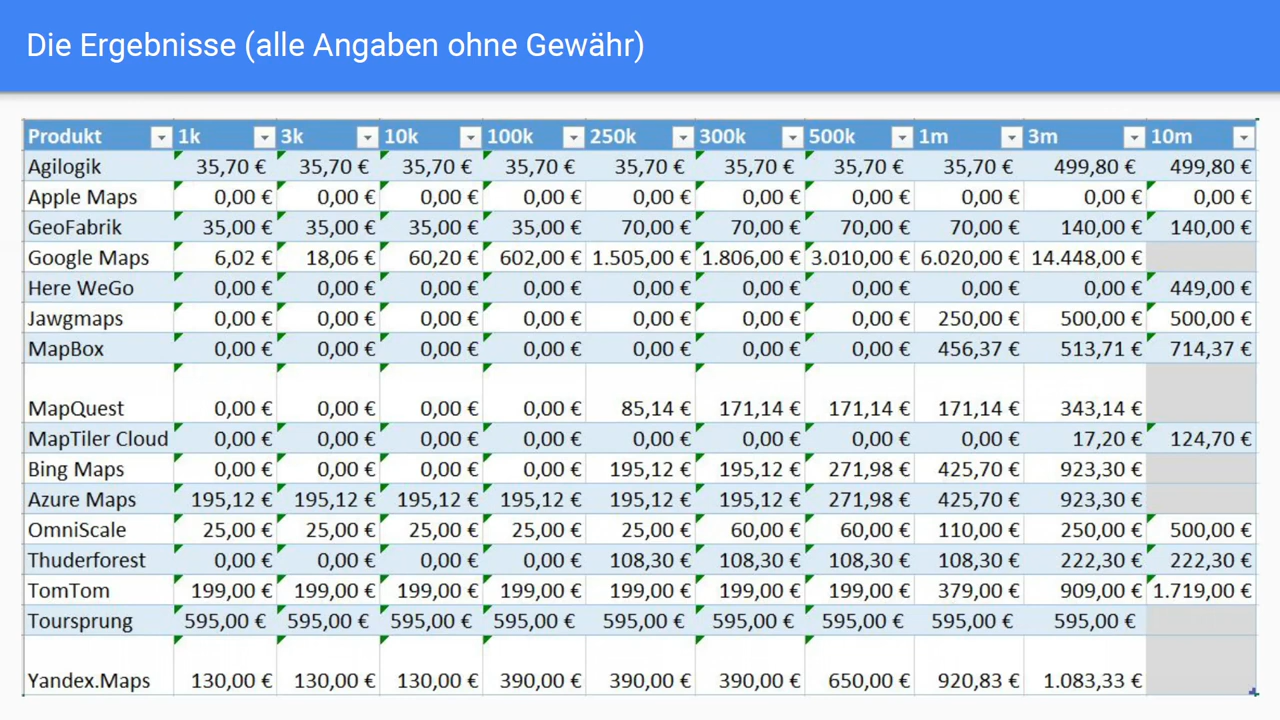 Die Ergebnisse (alle Angaben ohne Gewähr)
Produkt 1k 3k 10k 100k 250k 300k 500k 1m 3m 10m
Agilogik 35,70 € 35,70 € 35,70 € 35,70 € 35,70 € 35,70 € 35,70 € 35,70 € 499,80 € 499,80 €
Apple Maps 0,00 € 0,00 € 0,00 € 0,00 € 0,00 € 0,00 € 0,00 € 0,00 € 0,00 € 0,00 €
GeoFabrik 35,00 € 35,00 € 35,00 € 35,00 € 70,00 € 70,00 € 70,00 € 70,00 € 140,00 € 140,00 €
Google Maps 6,02 € 18,06 € 60,20 € 602,00 € 1.505,00 € 1.806,00 € 3.010,00 € 6.020,00 € 14.448,00 €
Here WeGo 0,00 € 0,00 € 0,00 € 0,00 € 0,00 € 0,00 € 0,00 € 0,00 € 0,00 € 449,00 €
Jawgmaps 0,00 € 0,00 € 0,00 € 0,00 € 0,00 € 0,00 € 0,00 € 250,00 € 500,00 € 500,00 €
MapBox 0,00 € 0,00 € 0,00 € 0,00 € 0,00 € 0,00 € 0,00 € 456,37 € 513,71 € 714,37 €
MapQuest 0,00 € 0,00 € 0,00 € 0,00 € 85,14 € 171,14 € 171,14 € 171,14 € 343,14 €
MapTiler Cloud 0,00 € 0,00 € 0,00 € 0,00 € 0,00 € 0,00 € 0,00 € 0,00 € 17,20 € 124,70 €
Bing Maps 0,00 € 0,00 € 0,00 € 0,00 € 195,12 € 195,12 € 271,98 € 425,70 € 923,30 €
Azure Maps 195,12 € 195,12 € 195,12 € 195,12 € 195,12 € 195,12 € 271,98 € 425,70 € 923,30 €
OmniScale 25,00 € 25,00 € 25,00 € 25,00 € 25,00 € 60,00 € 60,00 € 110,00 € 250,00 € 500,00 €
Thuderforest 0,00 € 0,00 € 0,00 € 0,00 € 108,30 € 108,30 € 108,30 € 108,30 € 222,30 € 222,30 €
TomTom 199,00 € 199,00 € 199,00 € 199,00 € 199,00 € 199,00 € 199,00 € 379,00 € 909,00 € 1.719,00 €
Toursprung 595,00 € 595,00 € 595,00 € 595,00 € 595,00 € 595,00 € 595,00 € 595,00 € 595,00 €
Yandex.Maps 130,00 € 130,00 € 130,00 € 390,00 € 390,00 € 390,00 € 650,00 € 920,83 € 1.083,33 €